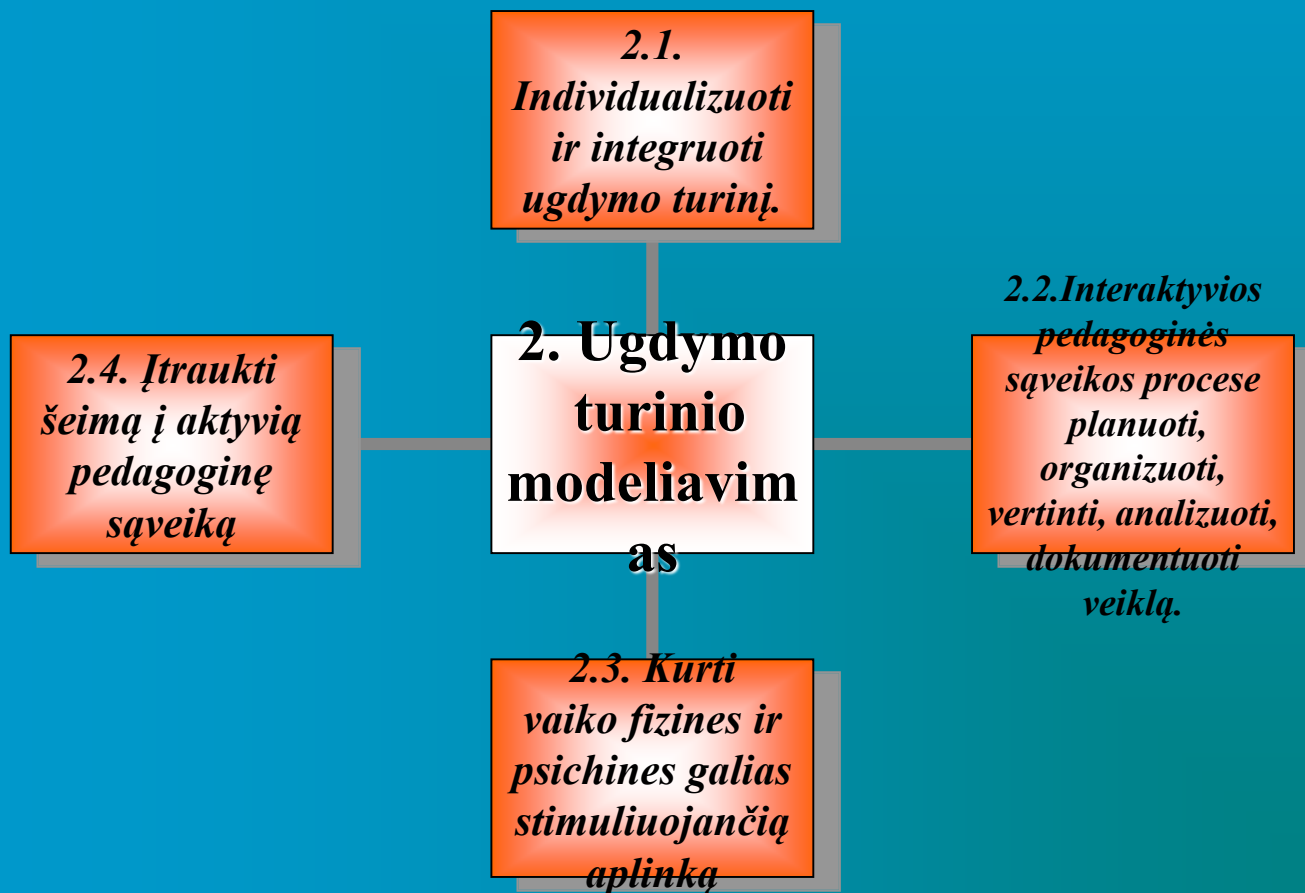 2.1.
Individualizuoti
ir integruoti
ugdymo turinį.
2.4. Įtraukti
šeimą į aktyvią
pedagoginę
sąveiką
2. Ugdymo
turinio
modeliavim
as
2.2.Interaktyvios
pedagoginės
sąveikos procese
planuoti,
organizuoti,
vertinti, analizuoti,
dokumentuoti
veiklą.
2.3. Kurti
vaiko fizines ir
psichines galias
stimuliuojančią
aplinką